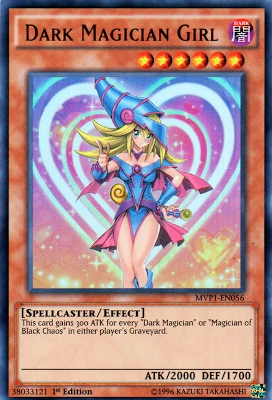 DARK MAGICIAN GIRL
DARK
闇
MVP1-EN056
[SPELLCASTER/EFFECT]
This card gains 300 ATK for every "Dark Magician" or "Magician of
Black Chaos" in either player's Graveyard.
ATK/2000 DEF/1700
38033121 1st Edition ©1996 KAZUKI TAKAHASHI